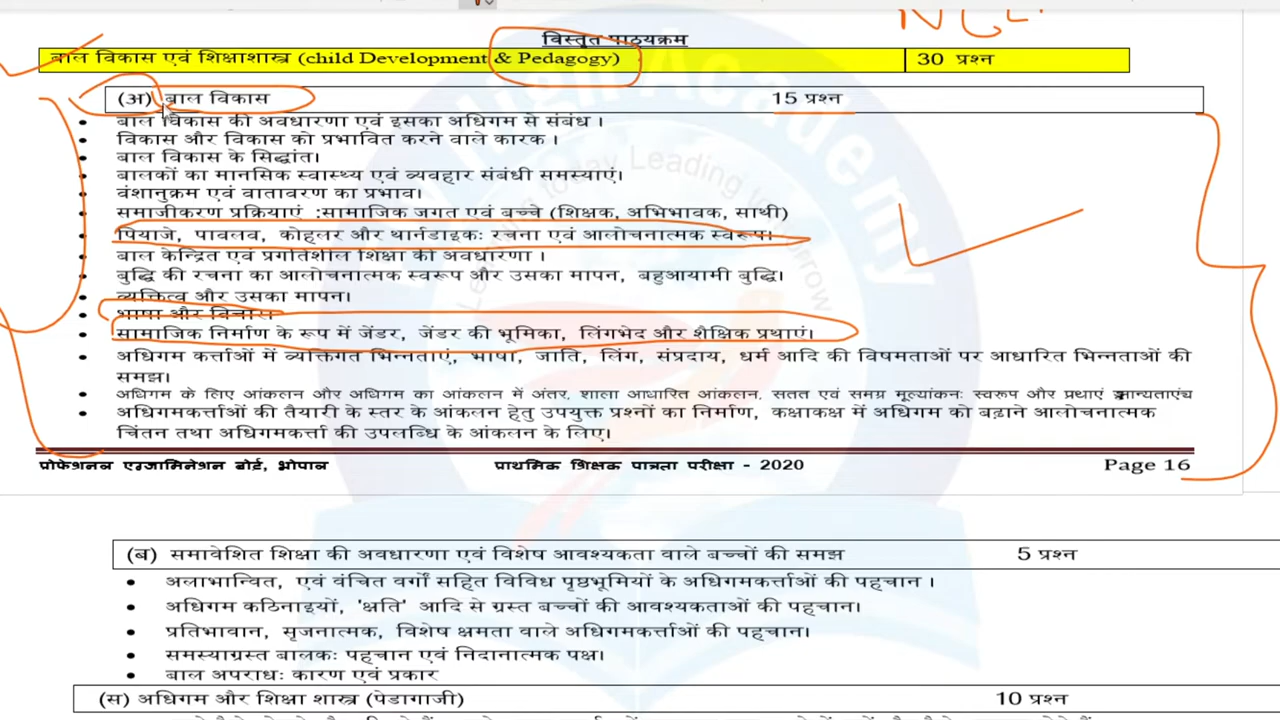 विस्तृत पाठ्यक्रम
बाल विकास एवं शिक्षाशास्त्र (child Development & Pedagogy) 30 प्रश्न
(अ) बाल विकास 15 प्रश्न
बाल विकास की अवधारणा एवं इसका अधिगम से संबंध ।
विकास और विकास को प्रभावित करने वाले कारक ।
बाल विकास के सिद्धांत।
बालकों का मानसिक स्वास्थ्य एवं व्यवहार संबंधी समस्याएं।
वंशानुक्रम एवं वातावरण का प्रभाव।
समाजीकरण प्रक्रियाएं :सामाजिक जगत एवं बच्चे (शिक्षक, अभिभावक, साथी)
पियाजे, पावलव, कोहलर और थार्नडाइकः रचना एवं आलोचनात्मक स्वरूप।
बाल केन्द्रित एवं प्रगतिशील शिक्षा की अवधारणा ।
बुद्धि की रचना का आलोचनात्मक स्वरूप और उसका मापन, बहुआयामी बुद्धि।
व्यक्तित्व और उसका मापन।
भाषा और विचार
सामाजिक निर्माण के रूप में जेंडर, जेंडर की भूमिका, लिंगभेद और शैक्षिक प्रथाएं।
अधिगम कर्त्ताओं में व्यक्तिगत भिन्नताएं, भाषा, जाति, लिंग, संप्रदाय, धर्म आदि की विषमताओं पर आधारित भिन्नताओं की
समझ।
अधिगम के लिए आंकलन और अधिगम का आंकलन में अंतर, शाला आधारित आंकलन, सतत एवं समग्र मूल्यांकनः स्वरूप और प्रथाएं
अधिगमकर्त्ताओं की तैयारी के स्तर के आंकलन हेतु उपयुक्त प्रश्नों का निर्माण, कक्षाकक्ष में अधिगम को बढ़ाने आलोचनात्मक
चिंतन तथा अधिगमकर्त्ता की उपलब्धि के आंकलन के लिए।
प्रोफेशनल एग्जामिनेशन बोर्ड, भोपाल प्राथमिक शिक्षक पात्रता परीक्षा - 2020 Page 16
(ब) समावेशित शिक्षा की अवधारणा एवं विशेष आवश्यकता वाले बच्चों की समझ 5 प्रश्न
अलाभान्वित, एवं वंचित वर्गों सहित विविध पृष्ठभूमियों के अधिगमकर्त्ताओं की पहचान ।
अधिगम कठिनाइयों, 'क्षति' आदि से ग्रस्त बच्चों की आवश्यकताओं की पहचान।
प्रतिभावान, सृजनात्मक, विशेष क्षमता वाले अधिगमकर्त्ताओं की पहचान।
समस्याग्रस्त बालकः पहचान एवं निदानात्मक पक्ष।
बाल अपराधः कारण एवं प्रकार
(स) अधिगम और शिक्षा शास्त्र (पेडागाजी) 10 प्रश्न